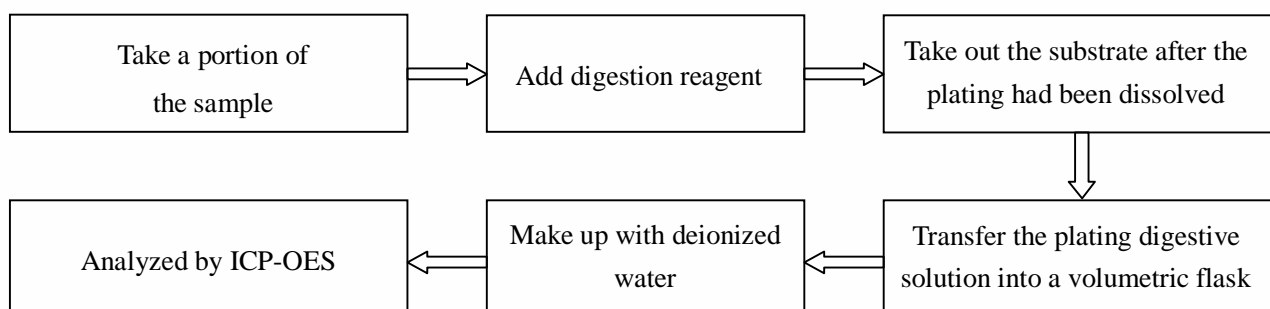 Take a portion of
the sample
Add digestion reagent
Take out the substrate after the
plating had been dissolved
Transfer the plating digestive
solution into a volumetric flask
Make up with deionized
water
Analyzed by ICP-OES